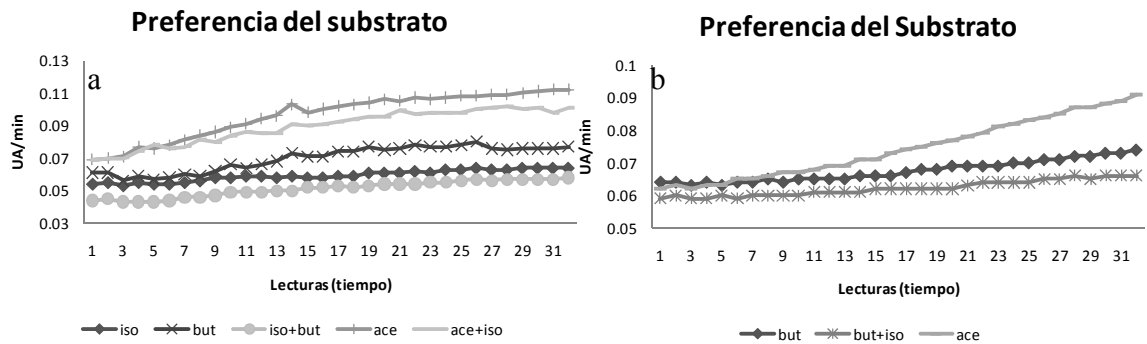 Preferencia del substrato
a
UA/min
0.13
0.11
0.09
0.07
0.05
0.03
1 3 5 7 9 11 13 15 17 19 21 23 25 27 29 31
Lecturas (tiempo)
iso but iso+but ace ace+iso
Preferencia del Substrato
b
UA/min
0.1
0.09
0.08
0.07
0.06
0.05
1 3 5 7 9 11 13 15 17 19 21 23 25 27 29 31
Lecturas (tiempo)
but but+iso ace